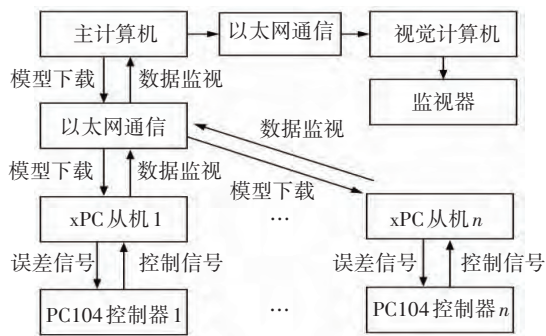 主计算机 以太网通信 视觉计算机
模型下载 数据监视
监视器
以太网通信
数据监视
模型下载 数据监视
模型下载
xPC从机1 … xPC从机n
误差信号 控制信号 误差信号 控制信号
PC104控制器1 … PC104控制器n